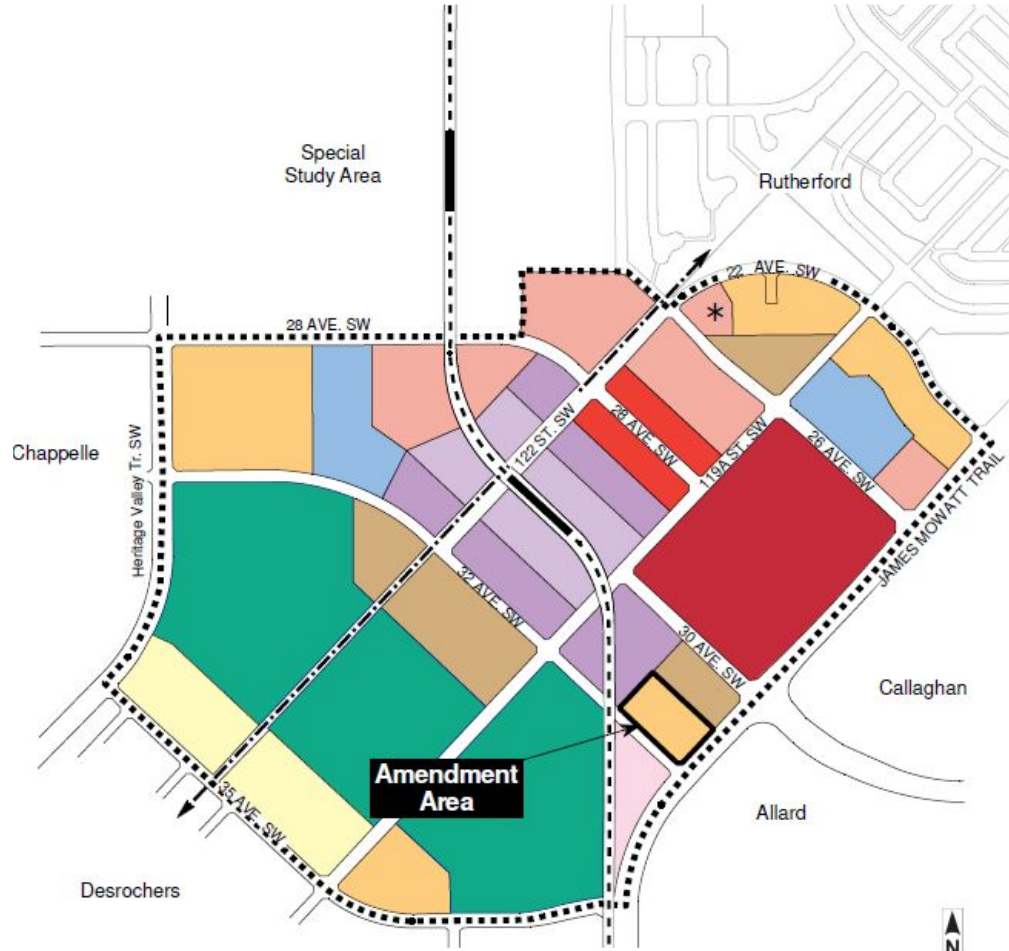 Special
Study Area
Rutherford
22 AVE. SW
*
28 AVE. SW
122 ST. SW
28 AVE. SW
119A ST. SW
26 AVE. SW
Chappelle
Heritage Valley Tr. SW
JAMES MOWATT TRAIL
32 AVE. SW
30 AVE. SW
Callaghan
Amendment
Area
Allard
35 AVE. SW
Desrochers
N